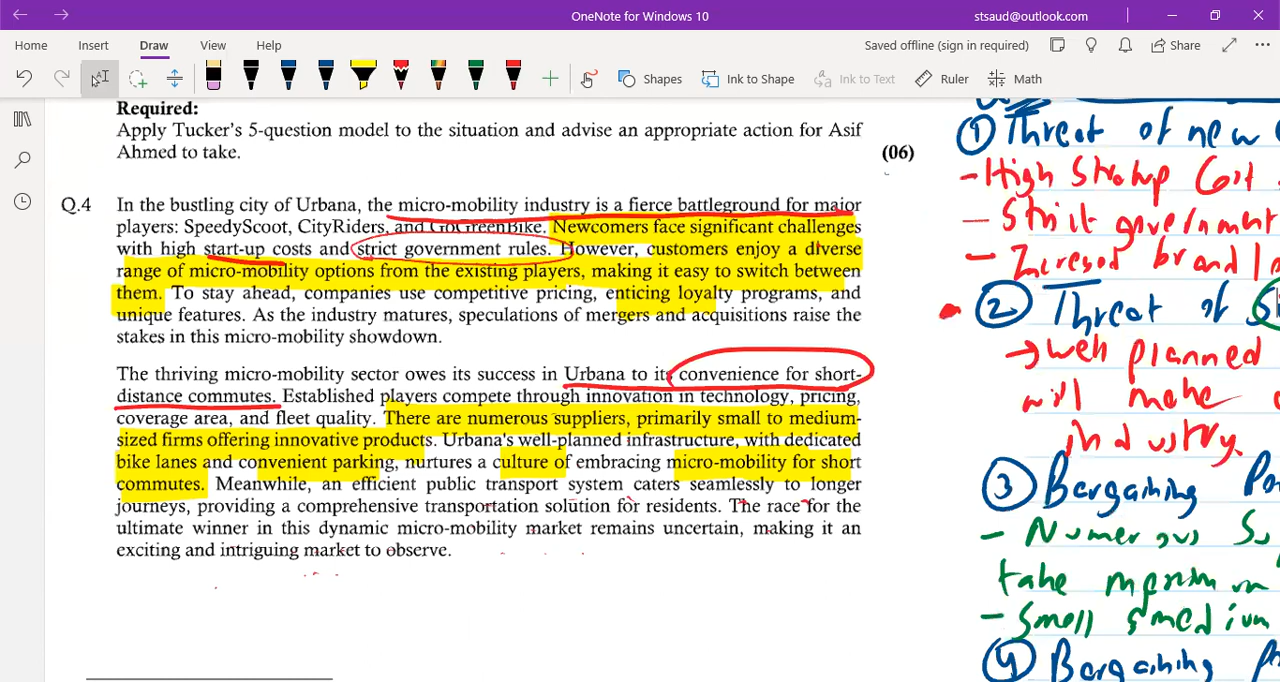 OneNote for Windows 10
stsaud@outlook.com
Home
Insert
Draw
View
Help
Saved offline (sign in required)
Share
Shapes
Ink to Shape
Ink to Text
Ruler
Math
Required:
Apply Tucker's 5-question model to the situation and advise an appropriate action for Asif
Ahmed to take.
(06)
Q.4
In the bustling city of Urbana, the micro-mobility industry is a fierce battleground for major
players: SpeedyScoot, CityRiders, and GoGreenBike. Newcomers face significant challenges
with high start-up costs and strict government rules. However, customers enjoy a diverse
range of micro-mobility options from the existing players, making it easy to switch between
them. To stay ahead, companies use competitive pricing, enticing loyalty programs, and
unique features. As the industry matures, speculations of mergers and acquisitions raise the
stakes in this micro-mobility showdown.
The thriving micro-mobility sector owes its success in Urbana to its convenience for short-
distance commutes. Established players compete through innovation in technology, pricing,
coverage area, and fleet quality. There are numerous suppliers, primarily small to medium-
sized firms offering innovative products. Urbana's well-planned infrastructure, with dedicated
bike lanes and convenient parking, nurtures a culture of embracing micro-mobility for short
commutes. Meanwhile, an efficient public transport system caters seamlessly to longer
journeys, providing a comprehensive transportation solution for residents. The race for the
ultimate winner in this dynamic micro-mobility market remains uncertain, making it an
exciting and intriguing market to observe.
① Threat of new
- High Startup Cost
- Strict government
- Incresed brand
② Threat of
→ well planned
will make
industry.
③ Bargaining
- Numerous
take
- Small & medium
④ Bargaining